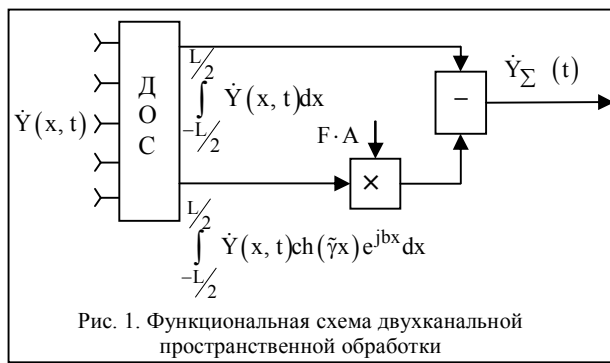 Д
О
С
Ẏ(x, t)
L/2
∫ Ẏ(x, t)dx
−L/2
F·A
×
−
Ẏ_Σ (t)
L/2
∫ Ẏ(x, t)ch(γ̃x)e^{jbx}dx
−L/2
Рис. 1. Функциональная схема двухканальной
пространственной обработки